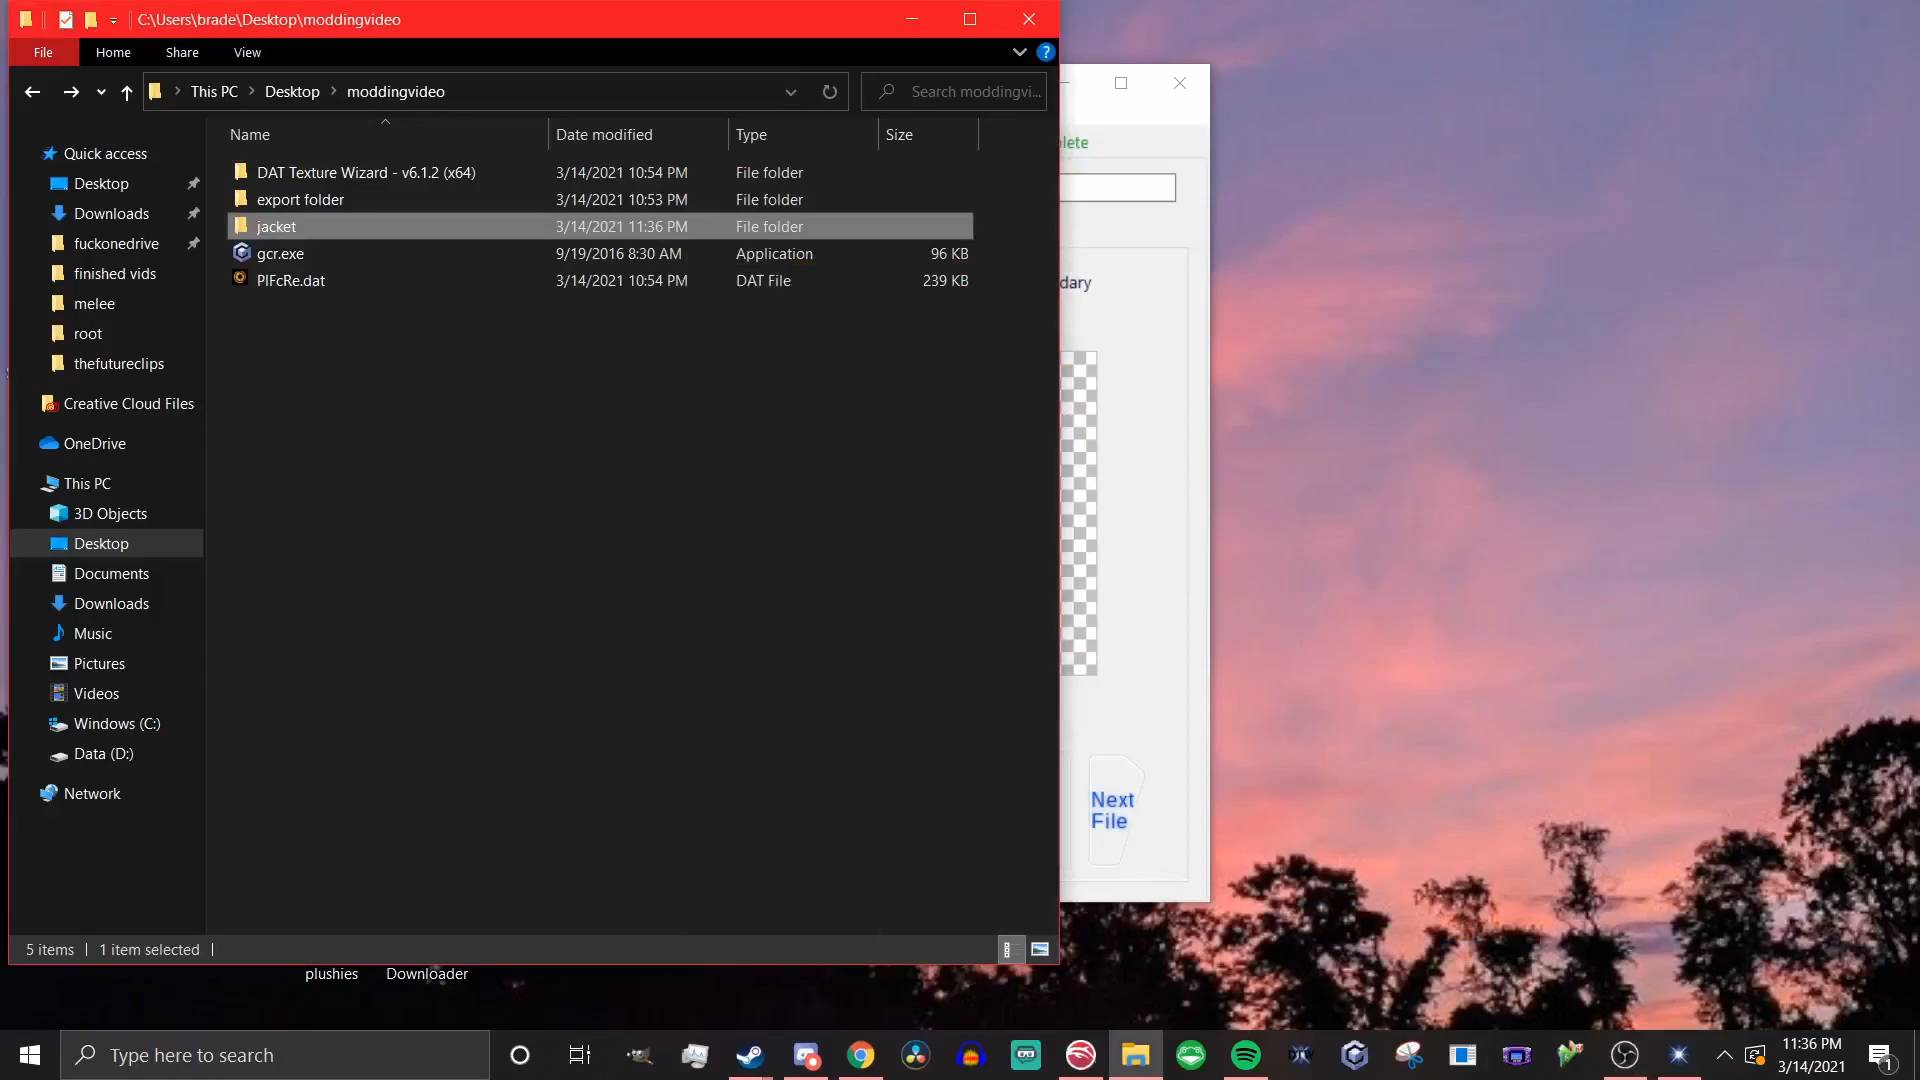 C:\Users\brade\Desktop\moddingvideo
File Home Share View
?
This PC Desktop moddingvideo
Search moddingvi...
Name Date modified Type Size
DAT Texture Wizard - v6.1.2 (x64) 3/14/2021 10:54 PM File folder
export folder 3/14/2021 10:53 PM File folder
jacket 3/14/2021 11:36 PM File folder
gcr.exe 9/19/2016 8:30 AM Application 96 KB
PlFcRe.dat 3/14/2021 10:54 PM DAT File 239 KB
Quick access
Desktop
Downloads
fuckonedrive
finished vids
melee
root
thefutureclips
Creative Cloud Files
OneDrive
This PC
3D Objects
Desktop
Documents
Downloads
Music
Pictures
Videos
Windows (C:)
Data (D:)
Network
5 items 1 item selected
lete
dary
Next
File
plushies Downloader
Type here to search
11:36 PM
3/14/2021
1